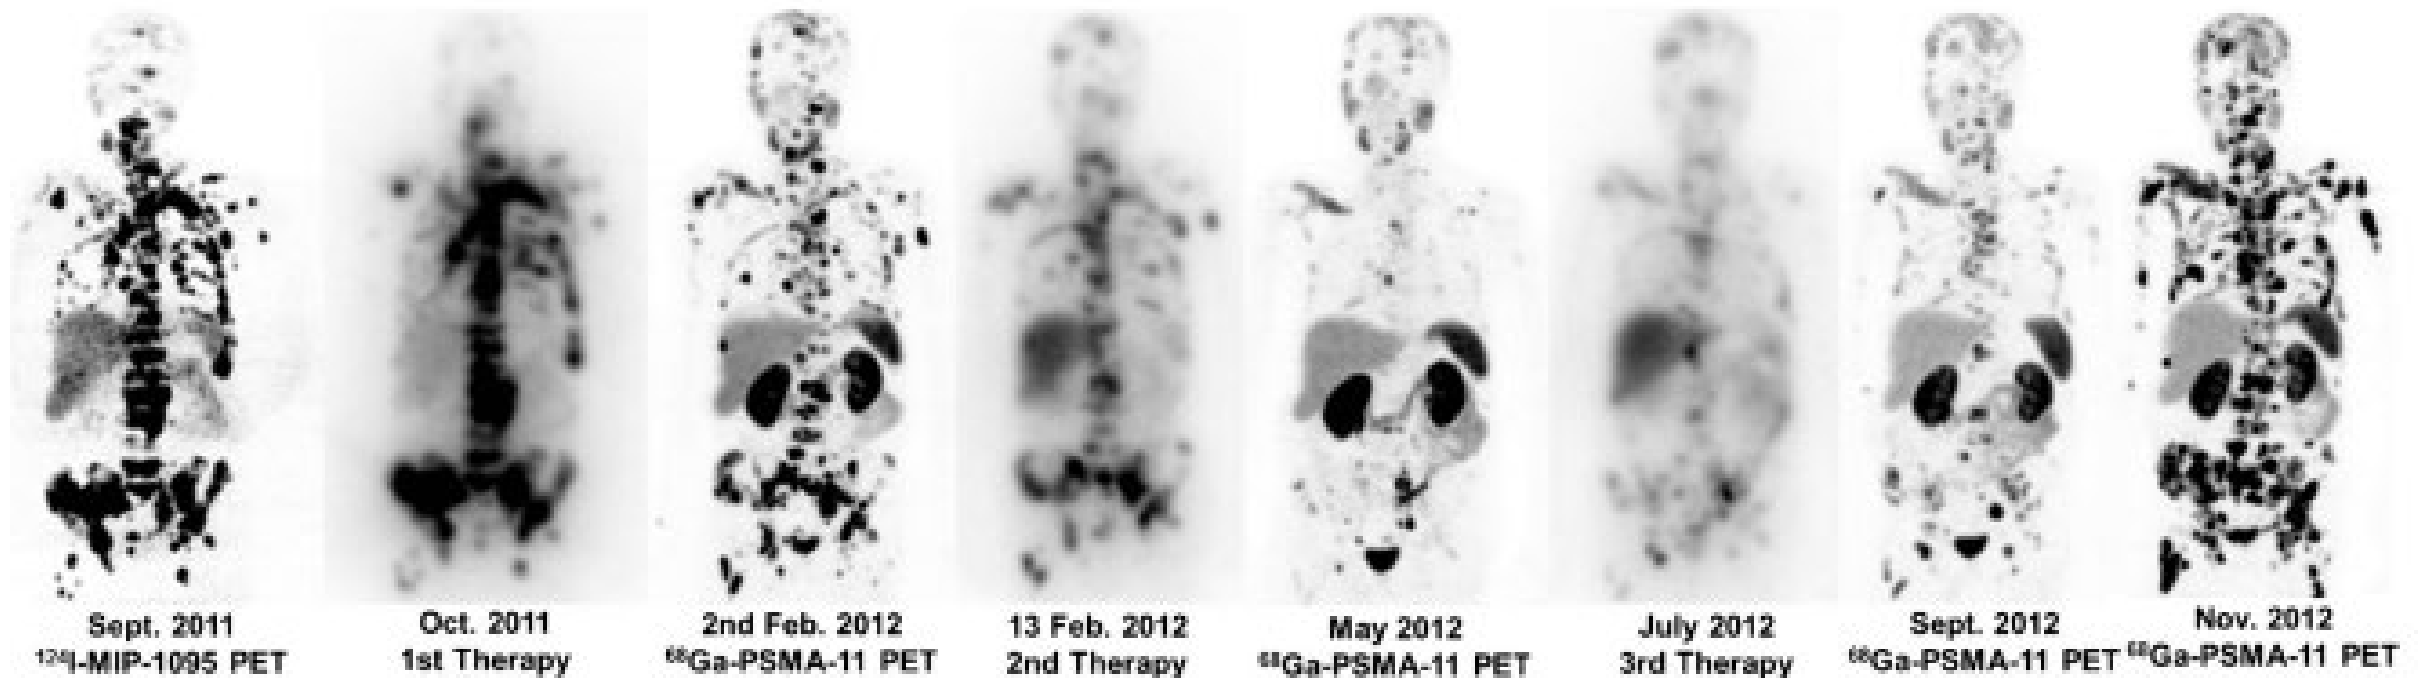 Sept. 2011
¹²⁴I-MIP-1095 PET
Oct. 2011
1st Therapy
2nd Feb. 2012
⁶⁸Ga-PSMA-11 PET
13 Feb. 2012
2nd Therapy
May 2012
⁶⁸Ga-PSMA-11 PET
July 2012
3rd Therapy
Sept. 2012
⁶⁸Ga-PSMA-11 PET
Nov. 2012
⁶⁸Ga-PSMA-11 PET